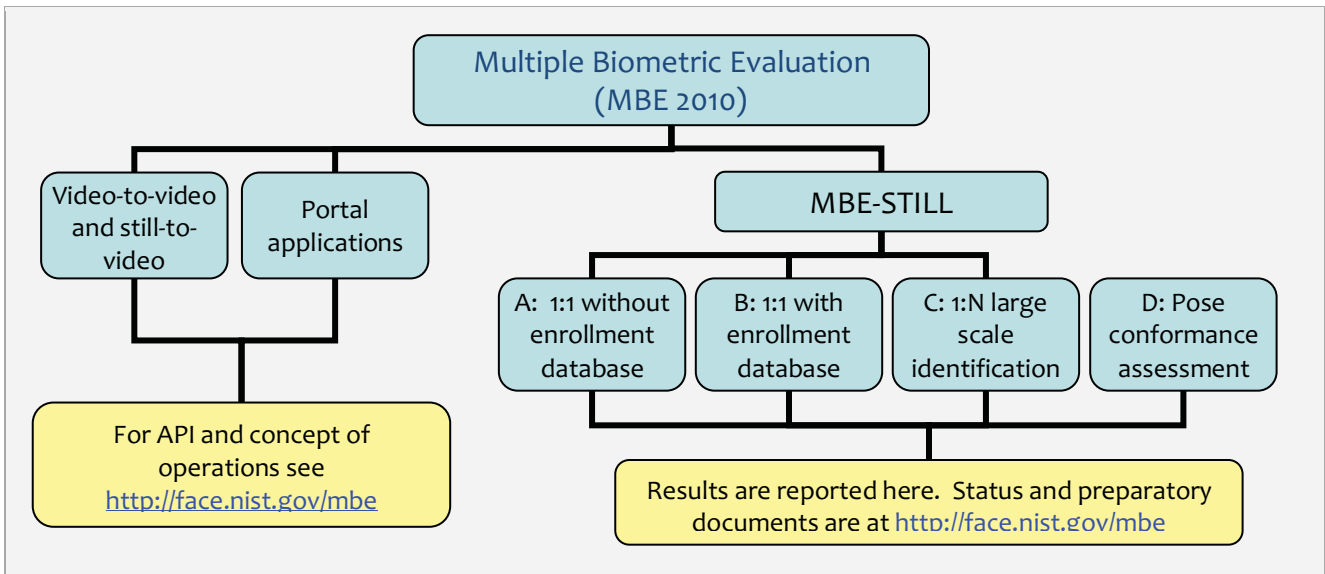 Multiple Biometric Evaluation
(MBE 2010)
Video-to-video
and still-to-
video
Portal
applications
MBE-STILL
A: 1:1 without
enrollment
database
B: 1:1 with
enrollment
database
C: 1:N large
scale
identification
D: Pose
conformance
assessment
For API and concept of
operations see
http://face.nist.gov/mbe
Results are reported here. Status and preparatory
documents are at http://face.nist.gov/mbe